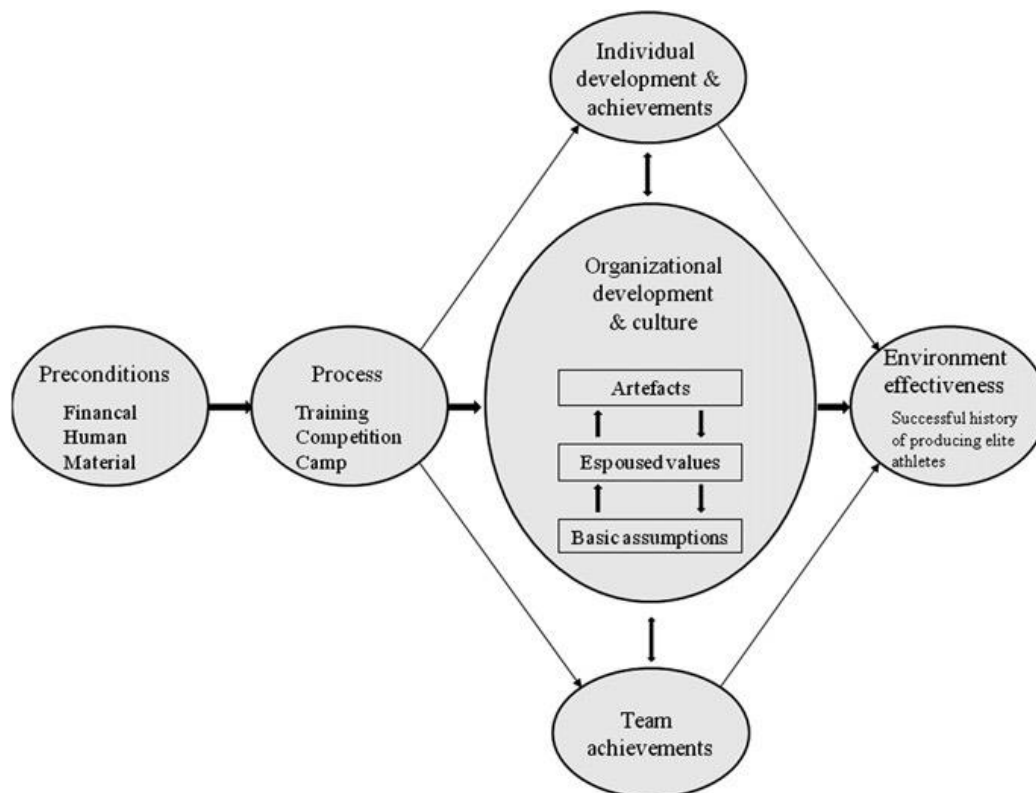 Individual
development &
achievements
Preconditions
Financal
Human
Material
Process
Training
Competition
Camp
Organizational
development
& culture
Artefacts
Espoused values
Basic assumptions
Environment
effectiveness
Successful history
of producing elite
athletes
Team
achievements